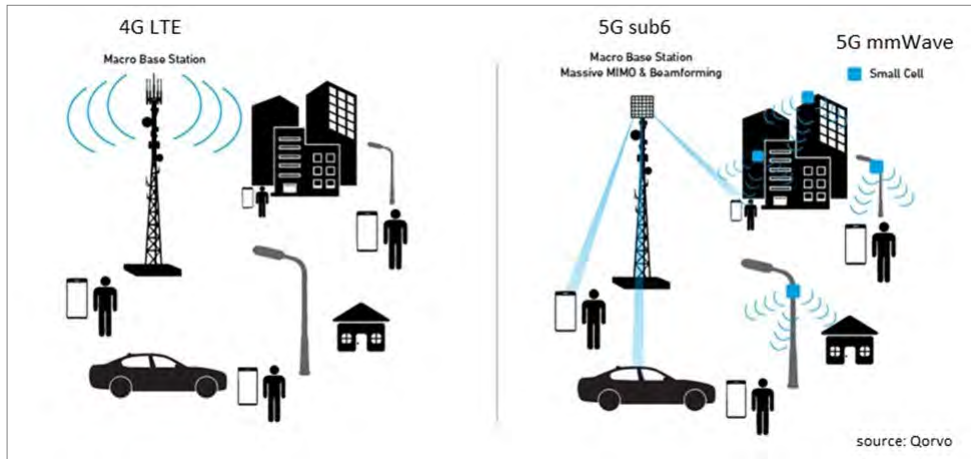 4G LTE
Macro Base Station
5G sub6
Macro Base Station
Massive MIMO & Beamforming
5G mmWave
Small Cell
source: Qorvo